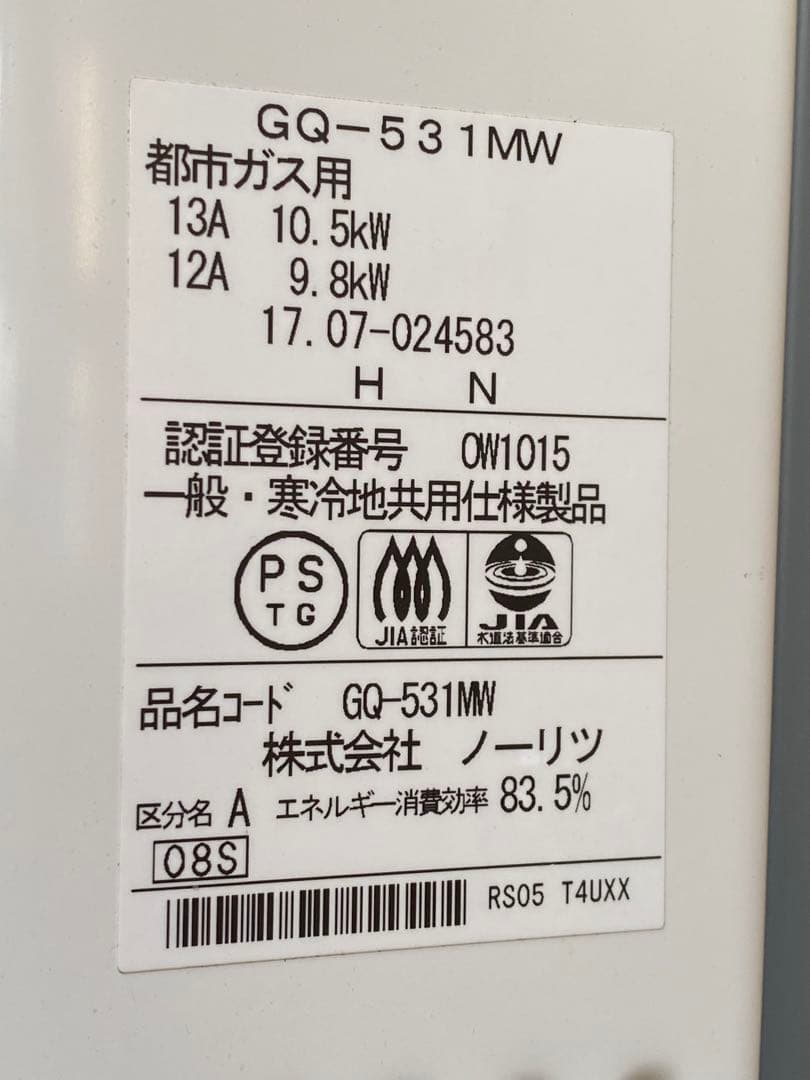 GQ-531MW
都市ガス用
13A 10.5kW
12A 9.8kW
17.07-024583
H N
認証登録番号 OW1015
一般・寒冷地共用仕様製品
PS
TG
JIA認証
JIA
水道法基準適合
品名コード GQ-531MW
株式会社 ノーリツ
区分名 A エネルギー消費効率 83.5%
08S
RS05 T4UXX